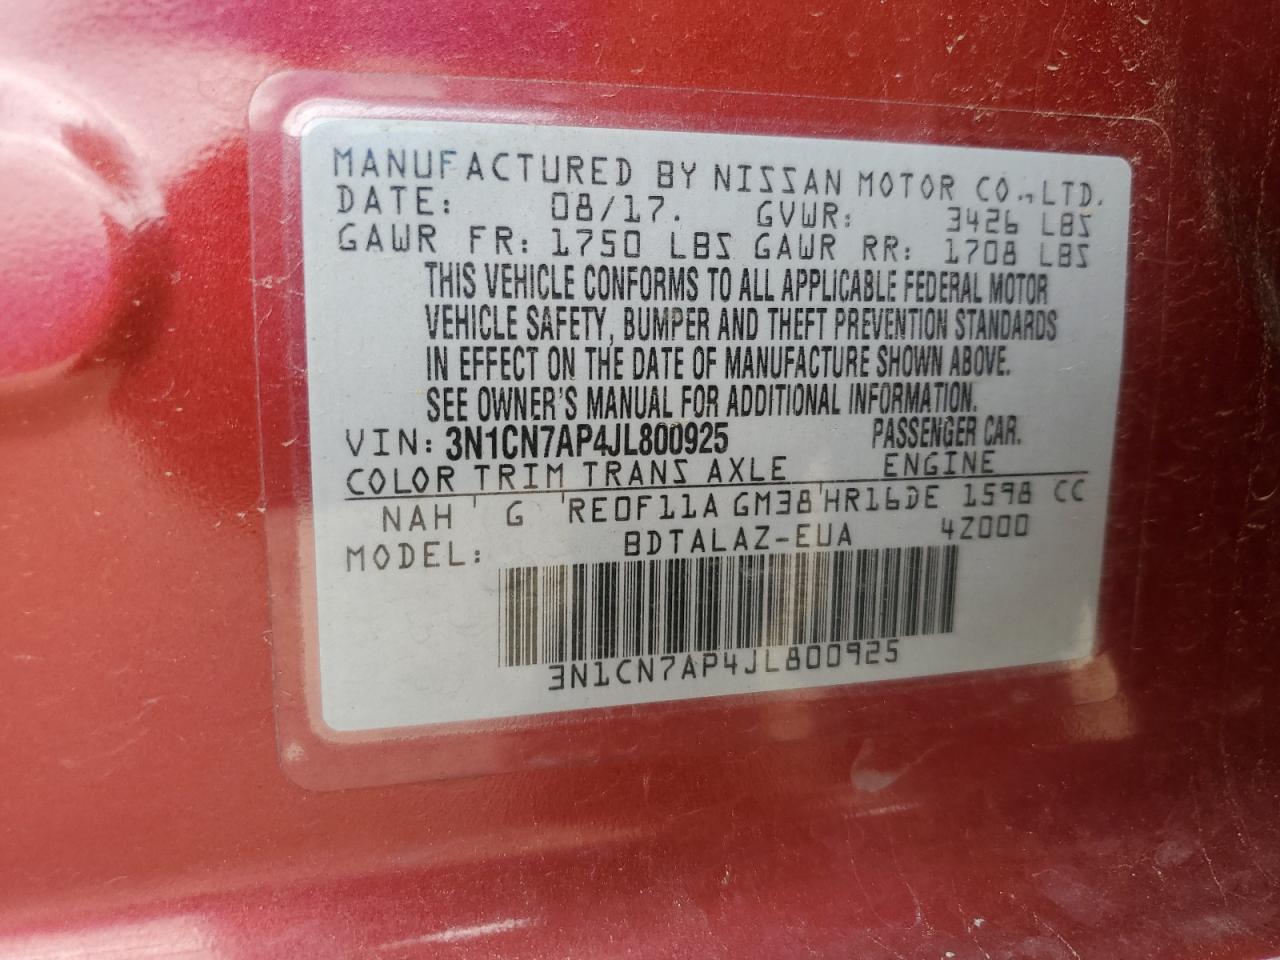 MANUFACTURED BY NISSAN MOTOR CO.,LTD.
DATE: 08/17. GVWR: 3426 LBS
GAWR FR: 1750 LBS GAWR RR: 1708 LBS
THIS VEHICLE CONFORMS TO ALL APPLICABLE FEDERAL MOTOR
VEHICLE SAFETY, BUMPER AND THEFT PREVENTION STANDARDS
IN EFFECT ON THE DATE OF MANUFACTURE SHOWN ABOVE.
SEE OWNER'S MANUAL FOR ADDITIONAL INFORMATION.
VIN: 3N1CN7AP4JL800925 PASSENGER CAR.
COLOR TRIM TRANS AXLE ENGINE
NAH G RE0F11A GM38 HR16DE 1598 CC
MODEL: BDTALAZ-EUA 4Z000
3N1CN7AP4JL800925